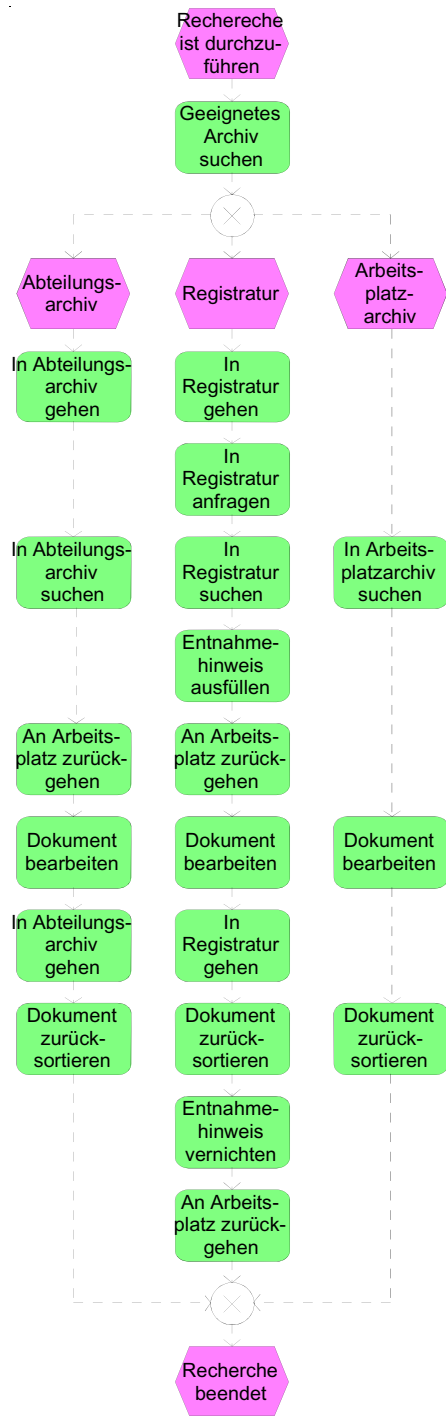 Rechereche
ist durchzu-
führen
Geeignetes
Archiv
suchen
Abteilungs-
archiv
Registratur
Arbeits-
platz-
archiv
In Abteilungs-
archiv
gehen
In
Registratur
gehen
In
Registratur
anfragen
In Abteilungs-
archiv
suchen
In
Registratur
suchen
In Arbeits-
platzarchiv
suchen
Entnahme-
hinweis
ausfüllen
An Arbeits-
platz zurück-
gehen
An Arbeits-
platz zurück-
gehen
Dokument
bearbeiten
Dokument
bearbeiten
Dokument
bearbeiten
In Abteilungs-
archiv
gehen
In
Registratur
gehen
Dokument
zurück-
sortieren
Dokument
zurück-
sortieren
Dokument
zurück-
sortieren
Entnahme-
hinweis
vernichten
An Arbeits-
platz zurück-
gehen
Recherche
beendet